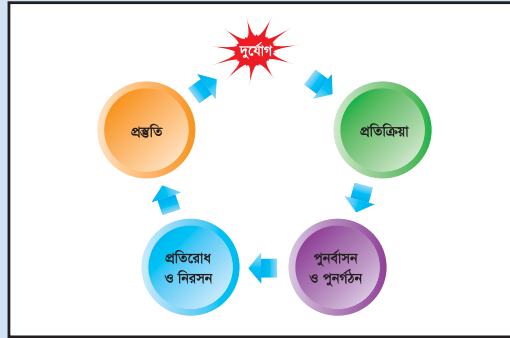 দুর্যোগ
প্রতিক্রিয়া
পুনর্বাসন
ও পুনর্গঠন
প্রতিরোধ
ও নিরসন
প্রস্তুতি